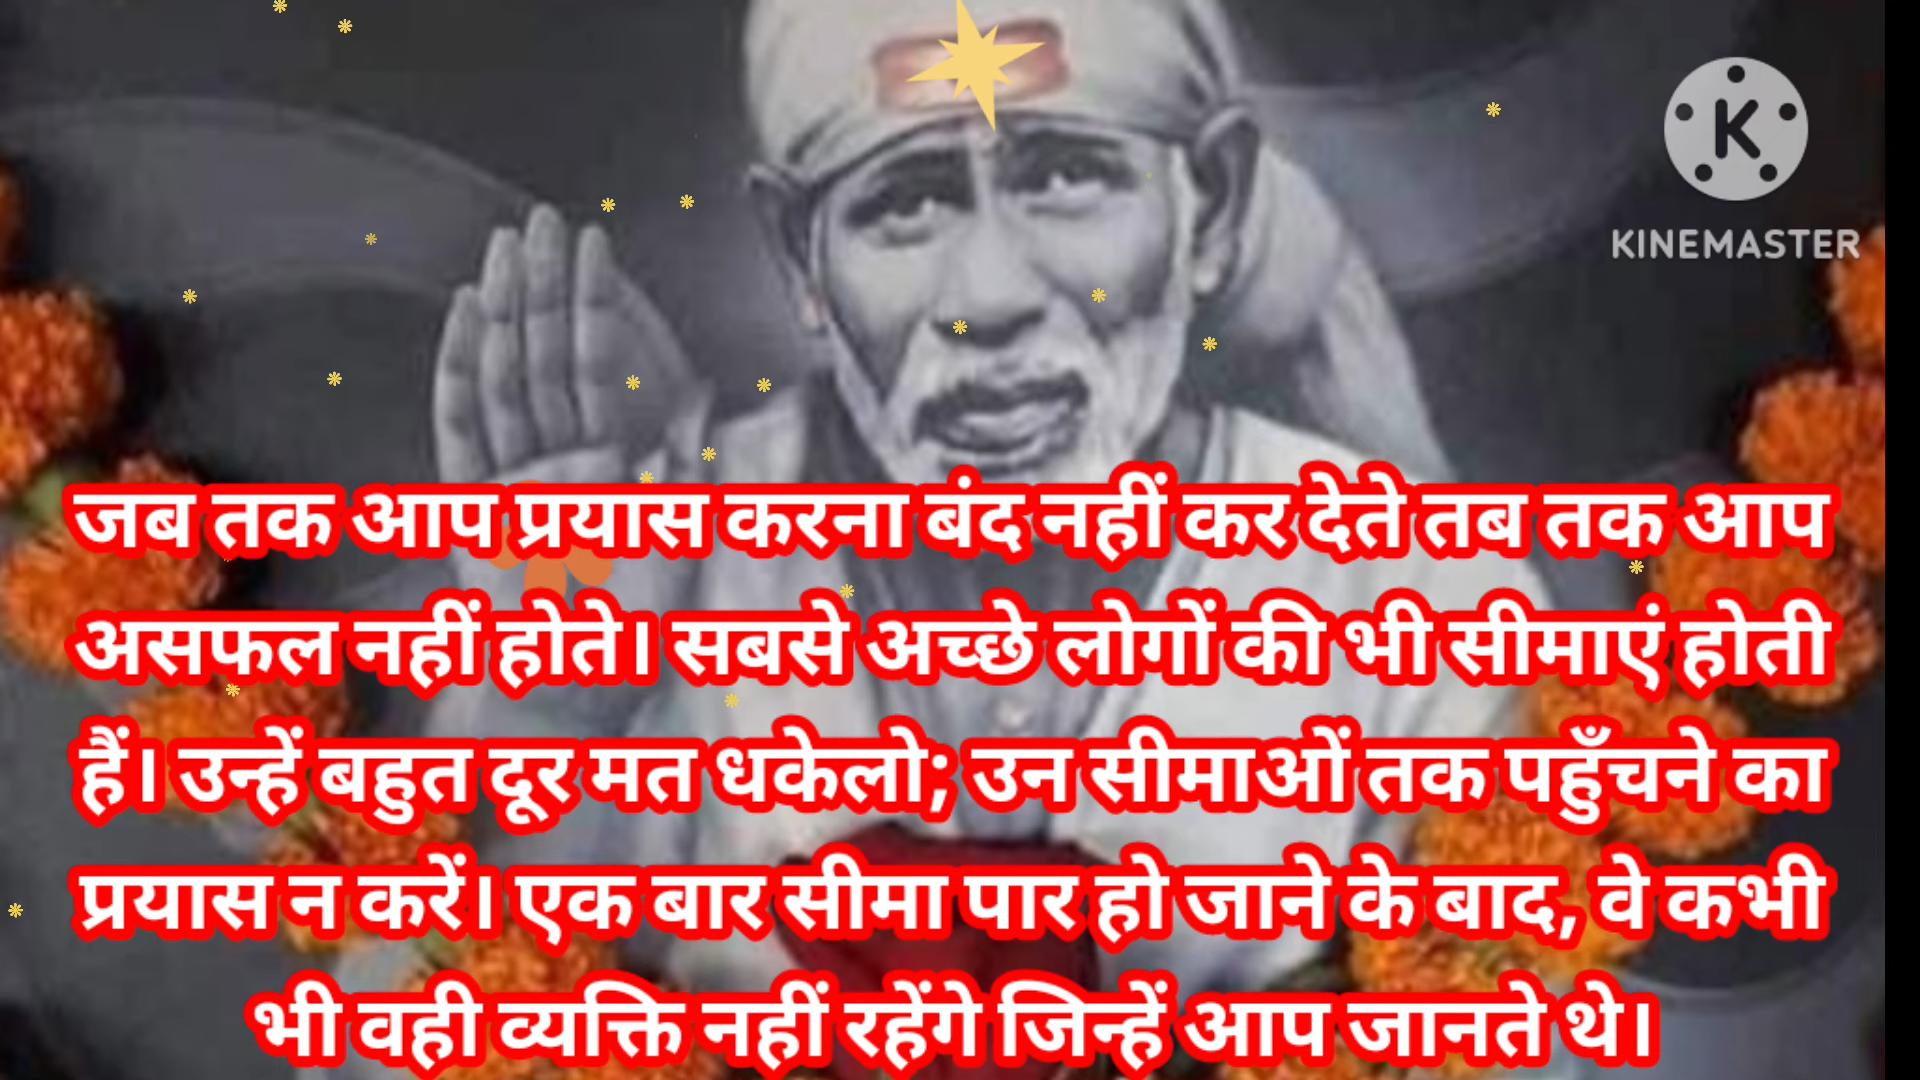 K
KINEMASTER
जब तक आप प्रयास करना बंद नहीं कर देते तब तक आप
असफल नहीं होते। सबसे अच्छे लोगों की भी सीमाएं होती
हैं। उन्हें बहुत दूर मत धकेलो; उन सीमाओं तक पहुँचने का
प्रयास न करें। एक बार सीमा पार हो जाने के बाद, वे कभी
भी वही व्यक्ति नहीं रहेंगे जिन्हें आप जानते थे।